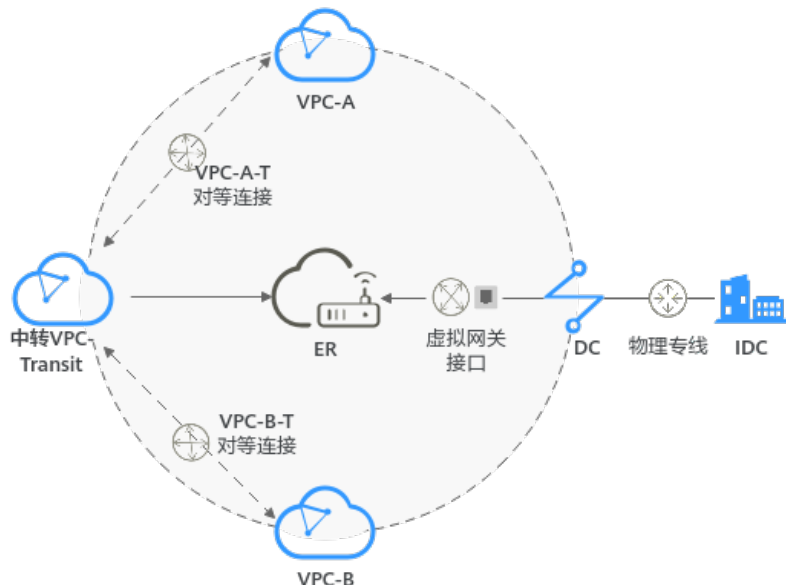 VPC-A
VPC-A-T
对等连接
中转VPC-
Transit
ER
虚拟网关
接口
DC
物理专线
IDC
VPC-B-T
对等连接
VPC-B